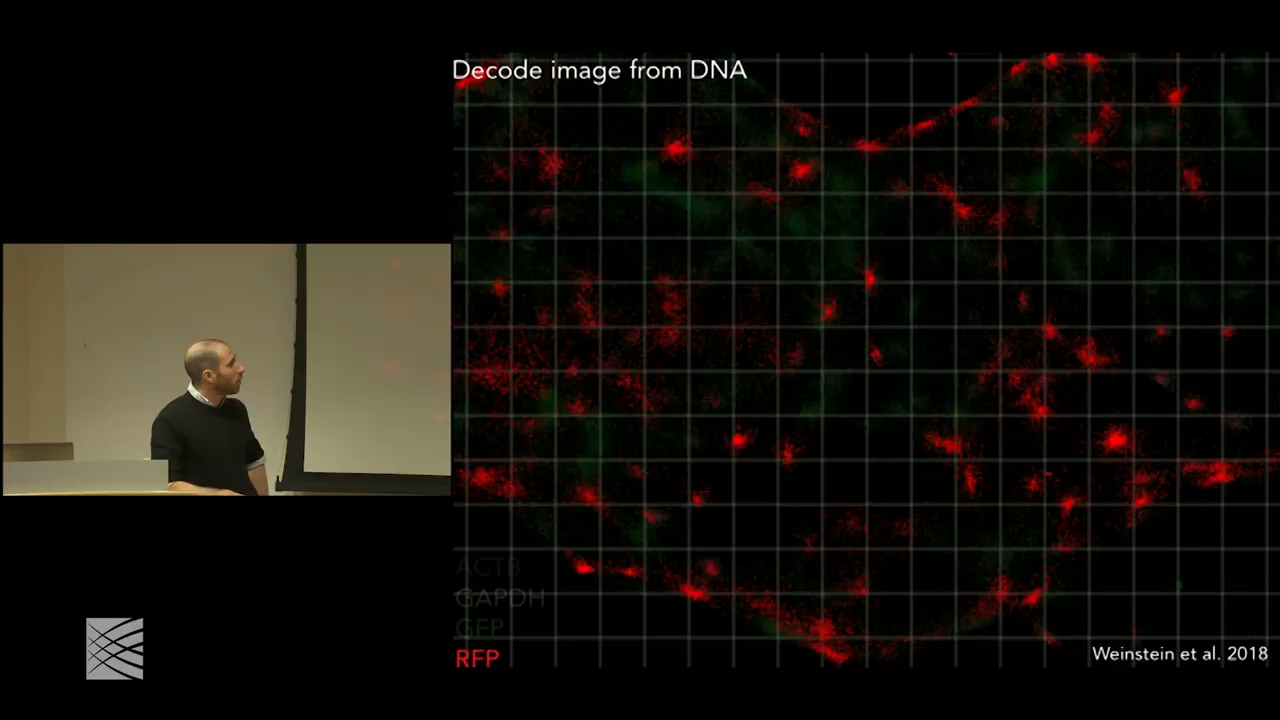 Decode image from DNA
ACTB
GAPDH
GFP
RFP
Weinstein et al. 2018